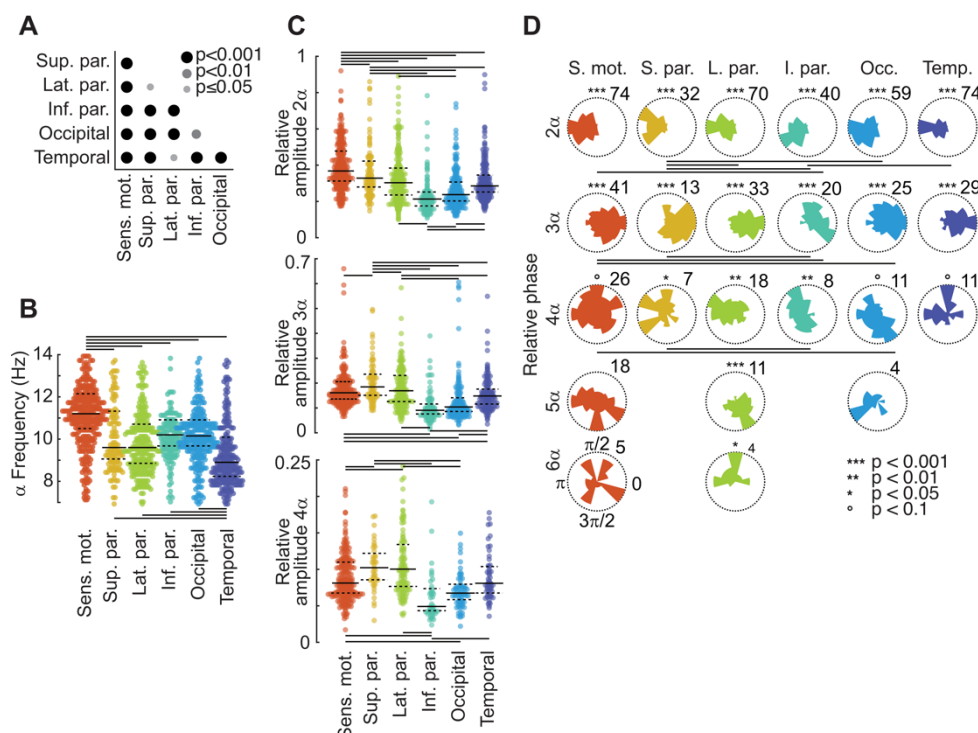 A
Sup. par.
Lat. par.
Inf. par.
Occipital
Temporal
p<0.001
p<0.01
p≤0.05
Sens. mot.
Sup. par.
Lat. par.
Inf. par.
Occipital
B
α Frequency (Hz)
14
12
10
8
Sens. mot.
Sup. par.
Lat. par.
Inf. par.
Occipital
Temporal
C
Relative
amplitude 2α
1
0
Relative
amplitude 3α
0.7
0
Relative
amplitude 4α
0.25
0
Sens. mot.
Sup. par.
Lat. par.
Inf. par.
Occipital
Temporal
D
S. mot. S. par. L. par. I. par. Occ. Temp.
Relative phase
2α *** 74 *** 32 *** 70 *** 40 *** 59 *** 74
3α *** 41 *** 13 *** 33 *** 20 *** 25 *** 29
4α ° 26 * 7 ** 18 ** 8 ° 11 ° 11
5α 18 *** 11 4
6α π/2 5 * 4
π 0
3π/2
*** p < 0.001
** p < 0.01
* p < 0.05
° p < 0.1